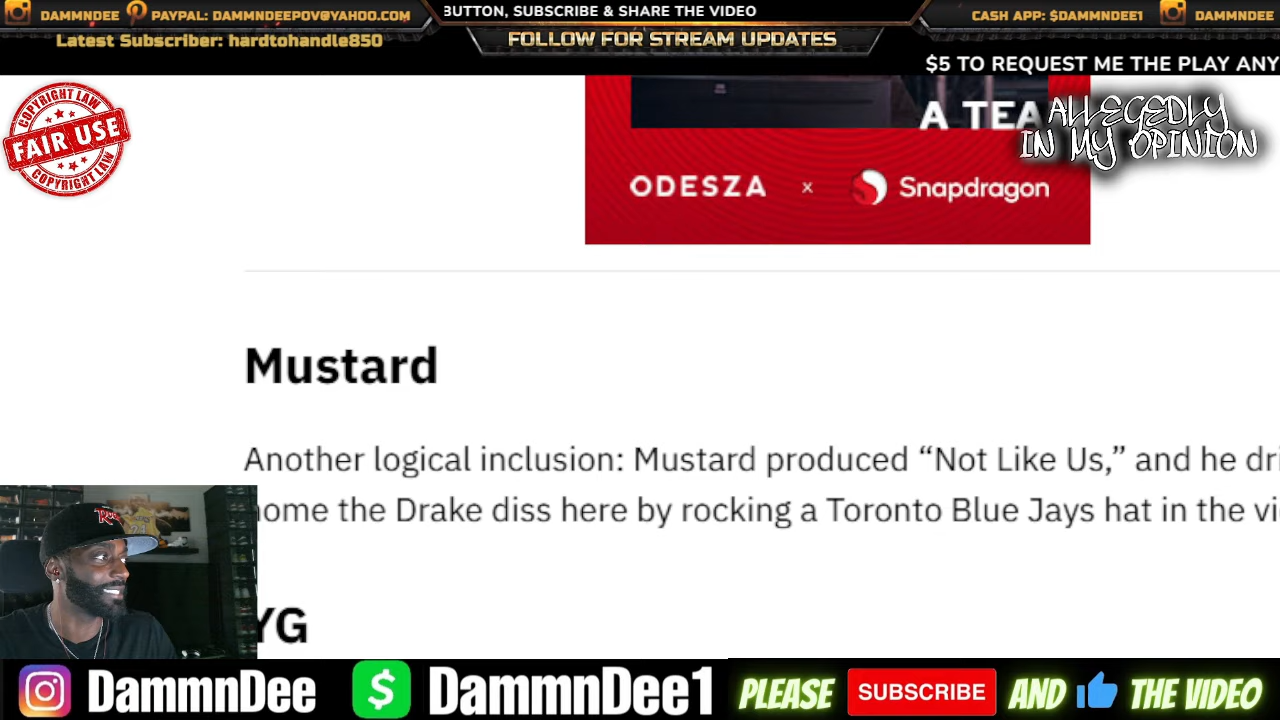 DAMMNDEE PAYPAL: DAMMNDEEPOV@YAHOO.COM
BUTTON, SUBSCRIBE & SHARE THE VIDEO
CASH APP: $DAMMNDEE1 DAMMNDEE
Latest Subscriber: hardtohandle850
FOLLOW FOR STREAM UPDATES
$5 TO REQUEST ME THE PLAY ANY
COPYRIGHT LAW
FAIR USE
COPYRIGHT LAW
A TEA
ALLEGEDLY
IN MY OPINION
ODESZA x Snapdragon
Mustard
Another logical inclusion: Mustard produced “Not Like Us,” and he dri
home the Drake diss here by rocking a Toronto Blue Jays hat in the vi
YG
DammnDee $ DammnDee1 PLEASE SUBSCRIBE AND THE VIDEO